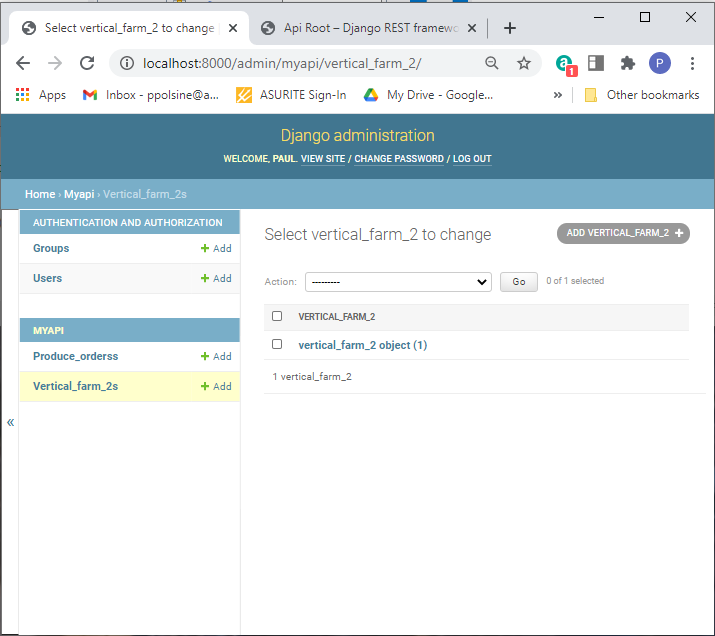 Select vertical_farm_2 to change
Api Root – Django REST framewo
localhost:8000/admin/myapi/vertical_farm_2/
1
P
Apps
Inbox - ppolsine@a...
ASURITE Sign-In
My Drive - Google...
»
Other bookmarks
Django administration
WELCOME, PAUL. VIEW SITE / CHANGE PASSWORD / LOG OUT
Home › Myapi › Vertical_farm_2s
AUTHENTICATION AND AUTHORIZATION
Groups + Add
Users + Add
MYAPI
Produce_orderss + Add
Vertical_farm_2s + Add
«
Select vertical_farm_2 to change
ADD VERTICAL_FARM_2 +
Action: --------- Go 0 of 1 selected
VERTICAL_FARM_2
vertical_farm_2 object (1)
1 vertical_farm_2